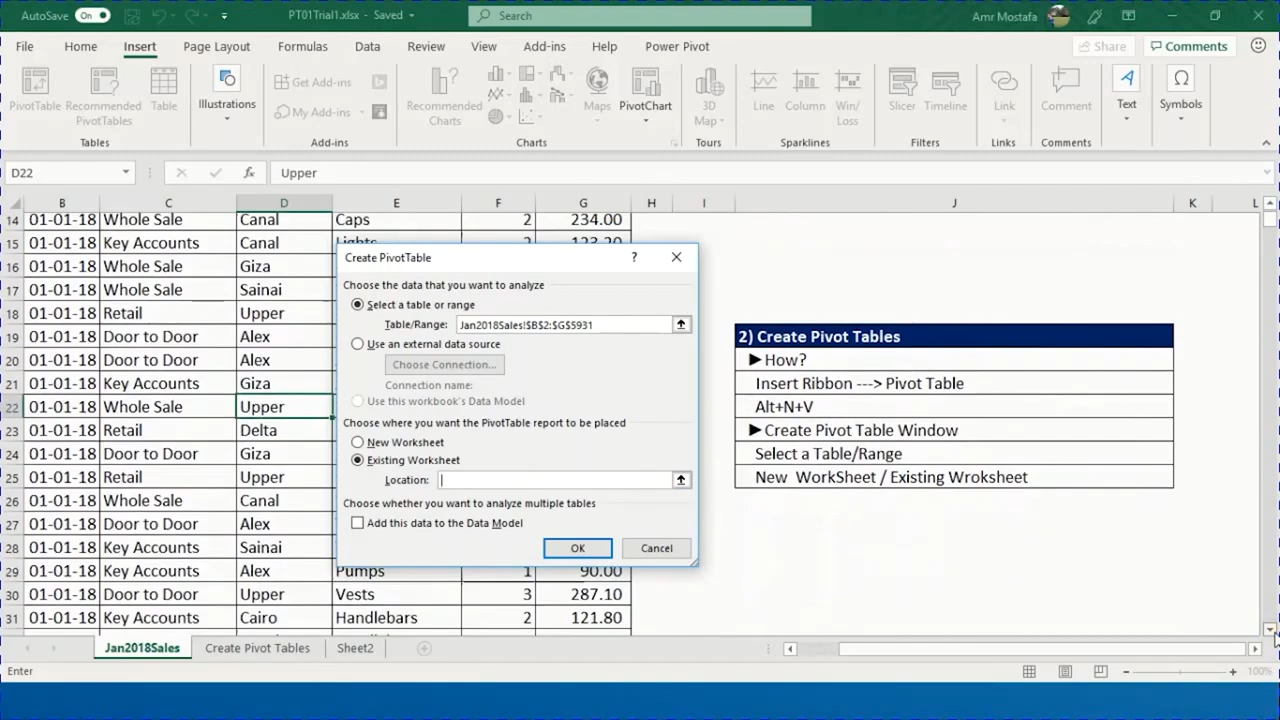 AutoSave On PT01Trial1.xlsx - Saved Search Amr Mostafa
File Home Insert Page Layout Formulas Data Review View Add-ins Help Power Pivot Share Comments
PivotTable Recommended PivotTables Table Illustrations Get Add-ins My Add-ins Recommended Charts Maps PivotChart 3D Map Line Column Win/Loss Slicer Timeline Link Comment Text Symbols
Tables Add-ins Charts Tours Sparklines Filters Links Comments
D22 fx Upper
B C D E F G H I J K L
14 01-01-18 Whole Sale Canal Caps 2 234.00
15 01-01-18 Key Accounts Canal Lights 2 123.20
16 01-01-18 Whole Sale Giza
17 01-01-18 Whole Sale Sainai
18 01-01-18 Retail Upper
19 01-01-18 Door to Door Alex
20 01-01-18 Door to Door Alex
21 01-01-18 Key Accounts Giza
22 01-01-18 Whole Sale Upper
23 01-01-18 Retail Delta
24 01-01-18 Door to Door Giza
25 01-01-18 Retail Upper
26 01-01-18 Whole Sale Canal
27 01-01-18 Door to Door Alex
28 01-01-18 Key Accounts Sainai
29 01-01-18 Key Accounts Alex Pumps 1 90.00
30 01-01-18 Door to Door Upper Vests 3 287.10
31 01-01-18 Key Accounts Cairo Handlebars 2 121.80
Create PivotTable ?
Choose the data that you want to analyze
Select a table or range
Table/Range: Jan2018Sales!$B$2:$G$5931
Use an external data source
Choose Connection...
Connection name:
Use this workbook's Data Model
Choose where you want the PivotTable report to be placed
New Worksheet
Existing Worksheet
Location:
Choose whether you want to analyze multiple tables
Add this data to the Data Model
OK Cancel
2) Create Pivot Tables
►How?
Insert Ribbon ---> Pivot Table
Alt+N+V
►Create Pivot Table Window
Select a Table/Range
New WorkSheet / Existing Wroksheet
Jan2018Sales Create Pivot Tables Sheet2
Enter 100%